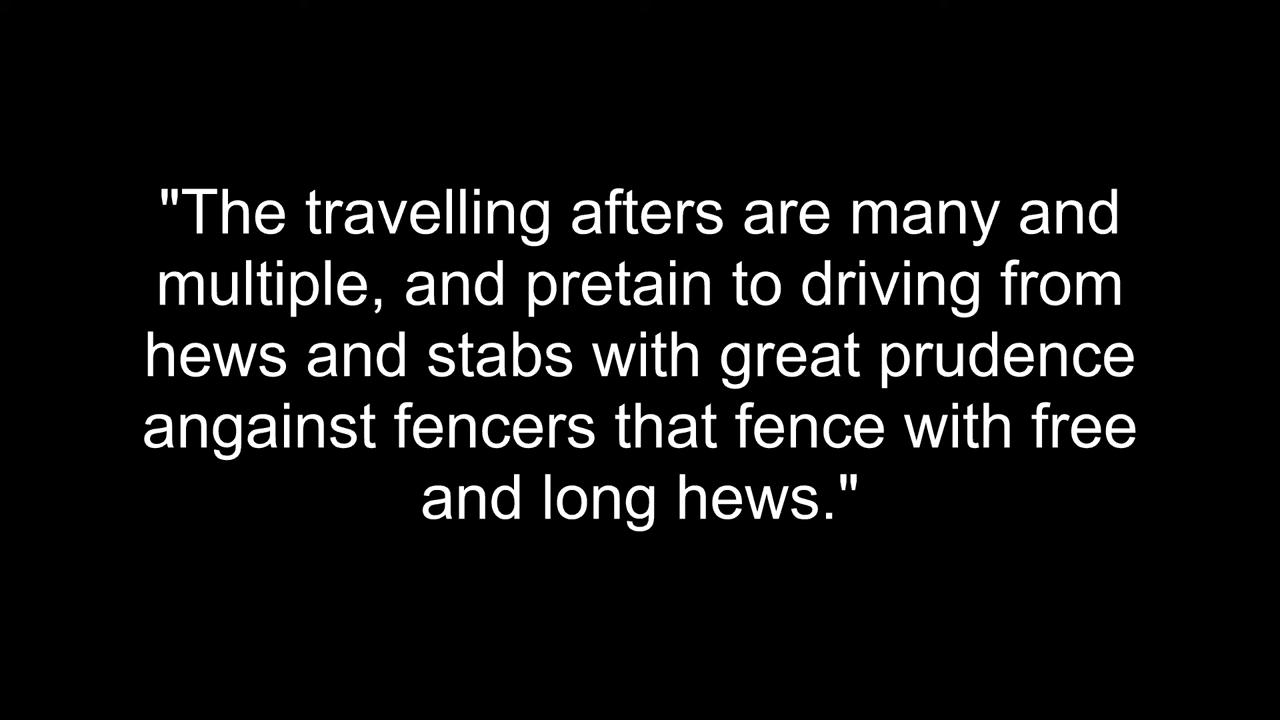 "The travelling afters are many and
multiple, and pretain to driving from
hews and stabs with great prudence
angainst fencers that fence with free
and long hews."